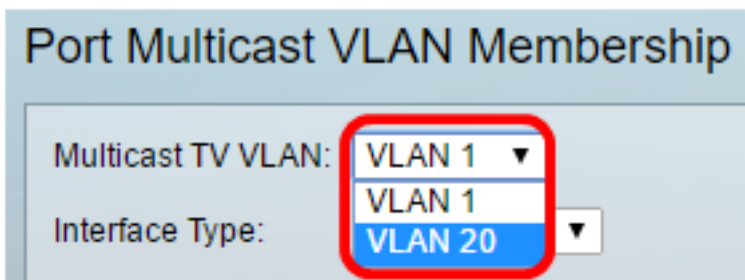 Port Multicast VLAN Membership
Multicast TV VLAN: VLAN 1
VLAN 1
Interface Type: VLAN 20